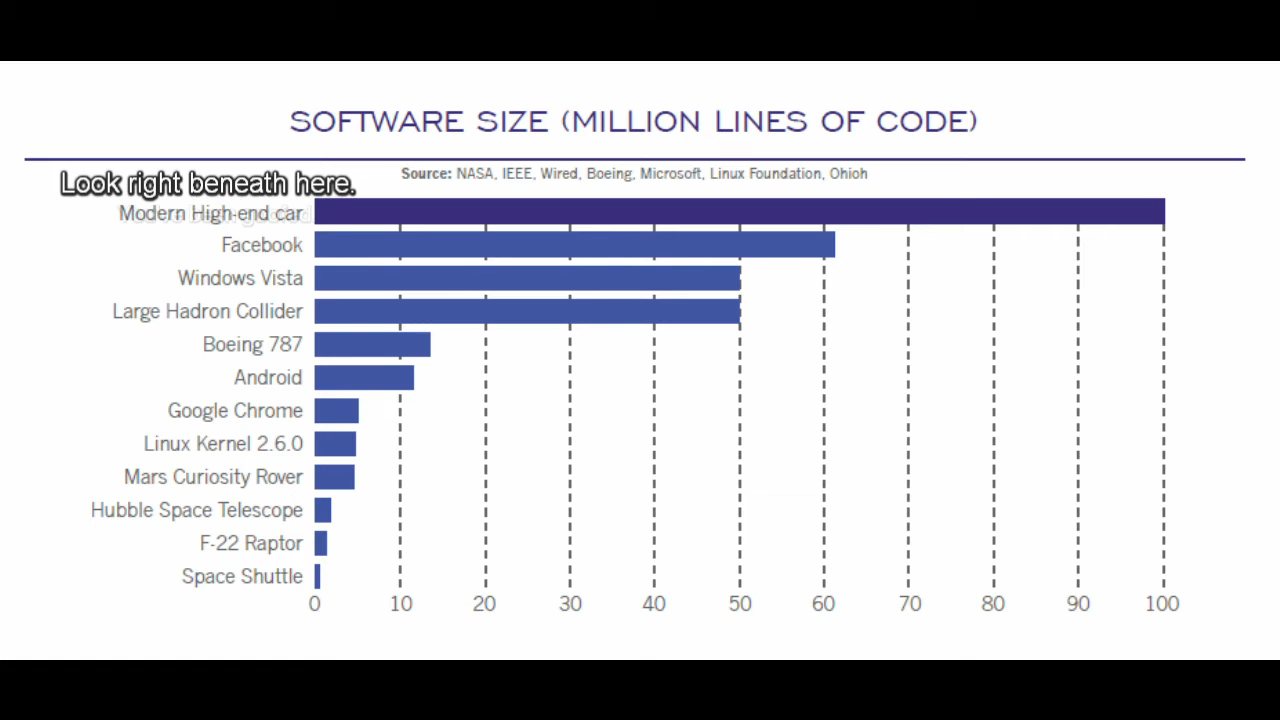 SOFTWARE SIZE (MILLION LINES OF CODE)
Source: NASA, IEEE, Wired, Boeing, Microsoft, Linux Foundation, Ohioh
Look right beneath here.
Modern High-end car
Facebook
Windows Vista
Large Hadron Collider
Boeing 787
Android
Google Chrome
Linux Kernel 2.6.0
Mars Curiosity Rover
Hubble Space Telescope
F-22 Raptor
Space Shuttle
0 10 20 30 40 50 60 70 80 90 100